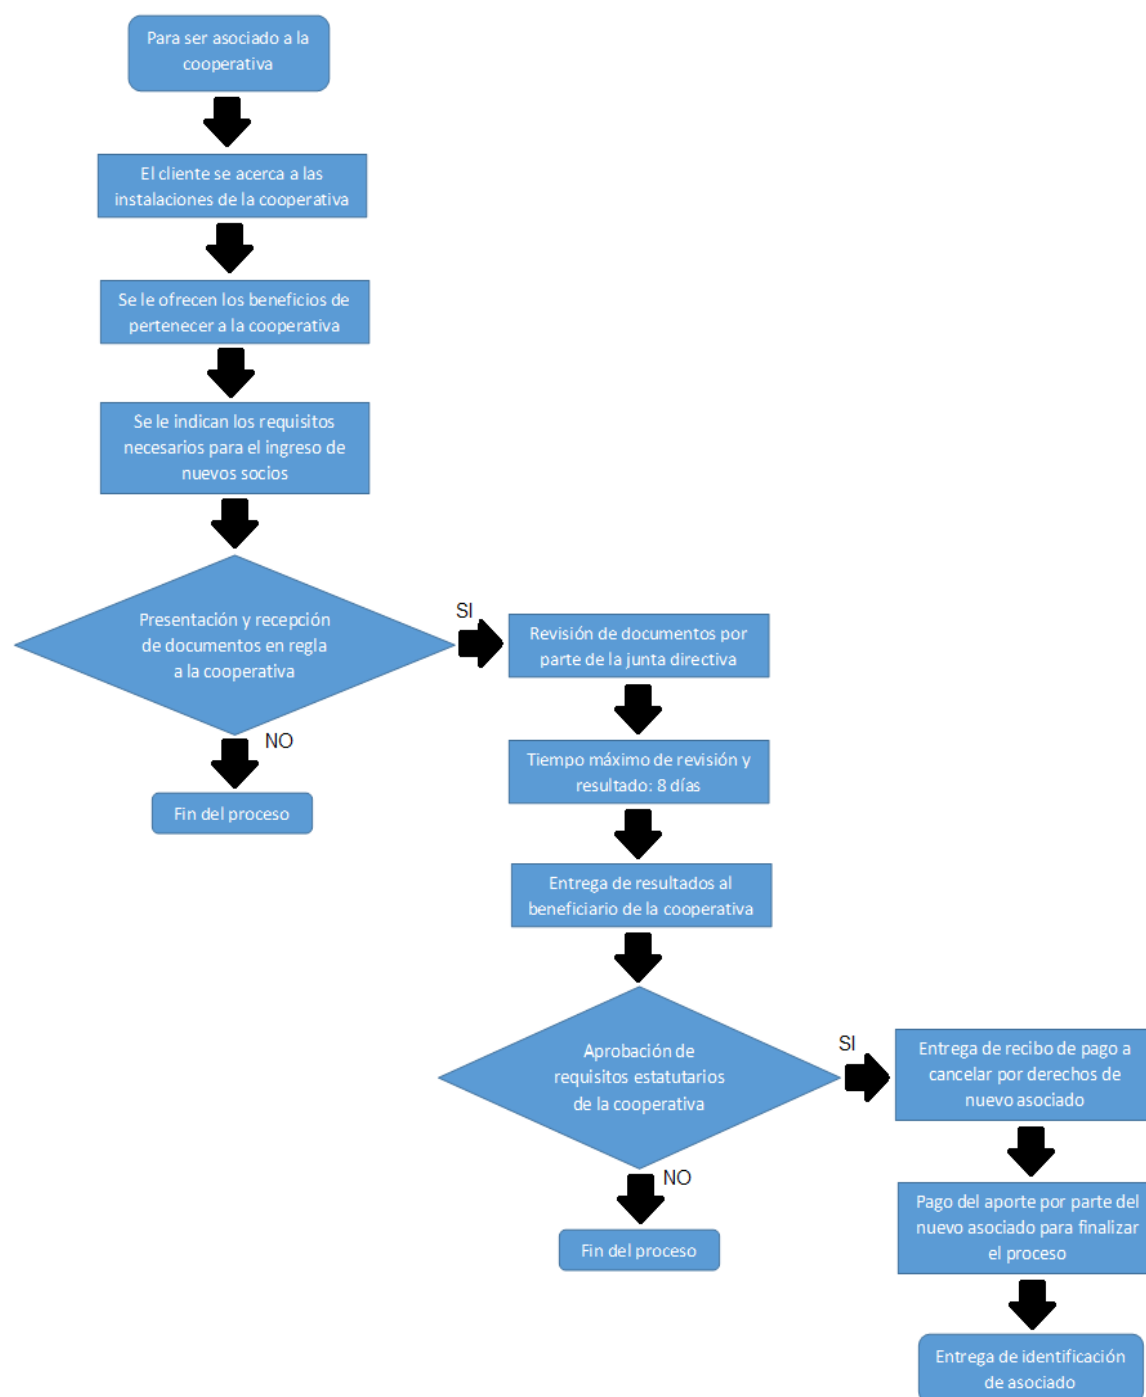 Para ser asociado a la
cooperativa
El cliente se acerca a las
instalaciones de la cooperativa
Se le ofrecen los beneficios de
pertenecer a la cooperativa
Se le indican los requisitos
necesarios para el ingreso de
nuevos socios
Presentación y recepción
de documentos en regla
a la cooperativa
SI
NO
Fin del proceso
Revisión de documentos por
parte de la junta directiva
Tiempo máximo de revisión y
resultado: 8 días
Entrega de resultados al
beneficiario de la cooperativa
Aprobación de
requisitos estatutarios
de la cooperativa
SI
NO
Fin del proceso
Entrega de recibo de pago a
cancelar por derechos de
nuevo asociado
Pago del aporte por parte del
nuevo asociado para finalizar
el proceso
Entrega de identificación
de asociado